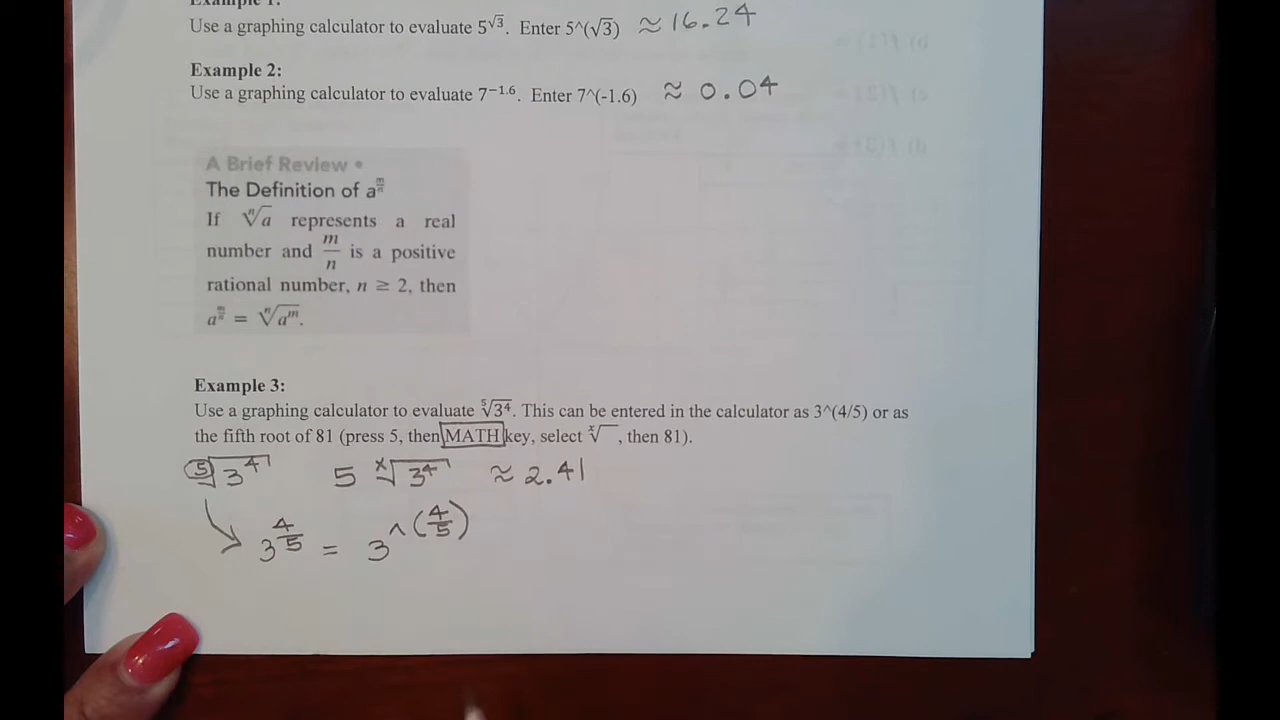 Example 1:
Use a graphing calculator to evaluate 5^√3. Enter 5^(√3) ≈ 16.24
Example 2:
Use a graphing calculator to evaluate 7^−1.6. Enter 7^(-1.6) ≈ 0.04
A Brief Review •
The Definition of a^(m/n)
If ⁿ√a represents a real
number and m/n is a positive
rational number, n ≥ 2, then
a^(m/n) = ⁿ√a^m.
Example 3:
Use a graphing calculator to evaluate ⁵√3⁴. This can be entered in the calculator as 3^(4/5) or as
the fifth root of 81 (press 5, then MATH key, select ˣ√ , then 81).
⁵√3⁴ 5 ˣ√3⁴ ≈ 2.41
3^(4/5) = 3^(4/5)